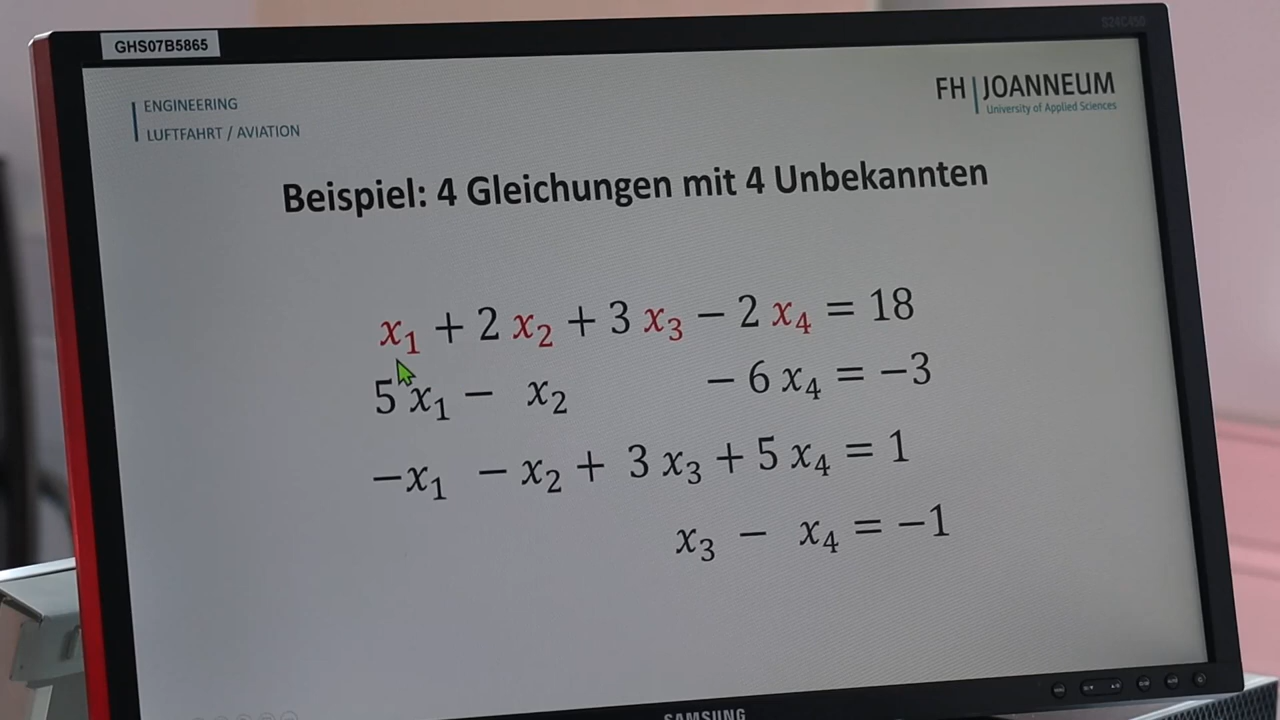 S24C450
GHS07B5865
ENGINEERING
LUFTFAHRT / AVIATION
FH | JOANNEUM
University of Applied Sciences
Beispiel: 4 Gleichungen mit 4 Unbekannten
x₁ + 2 x₂ + 3 x₃ − 2 x₄ = 18
5 x₁ − x₂ − 6 x₄ = −3
−x₁ − x₂ + 3 x₃ + 5 x₄ = 1
x₃ − x₄ = −1
SAMSUNG